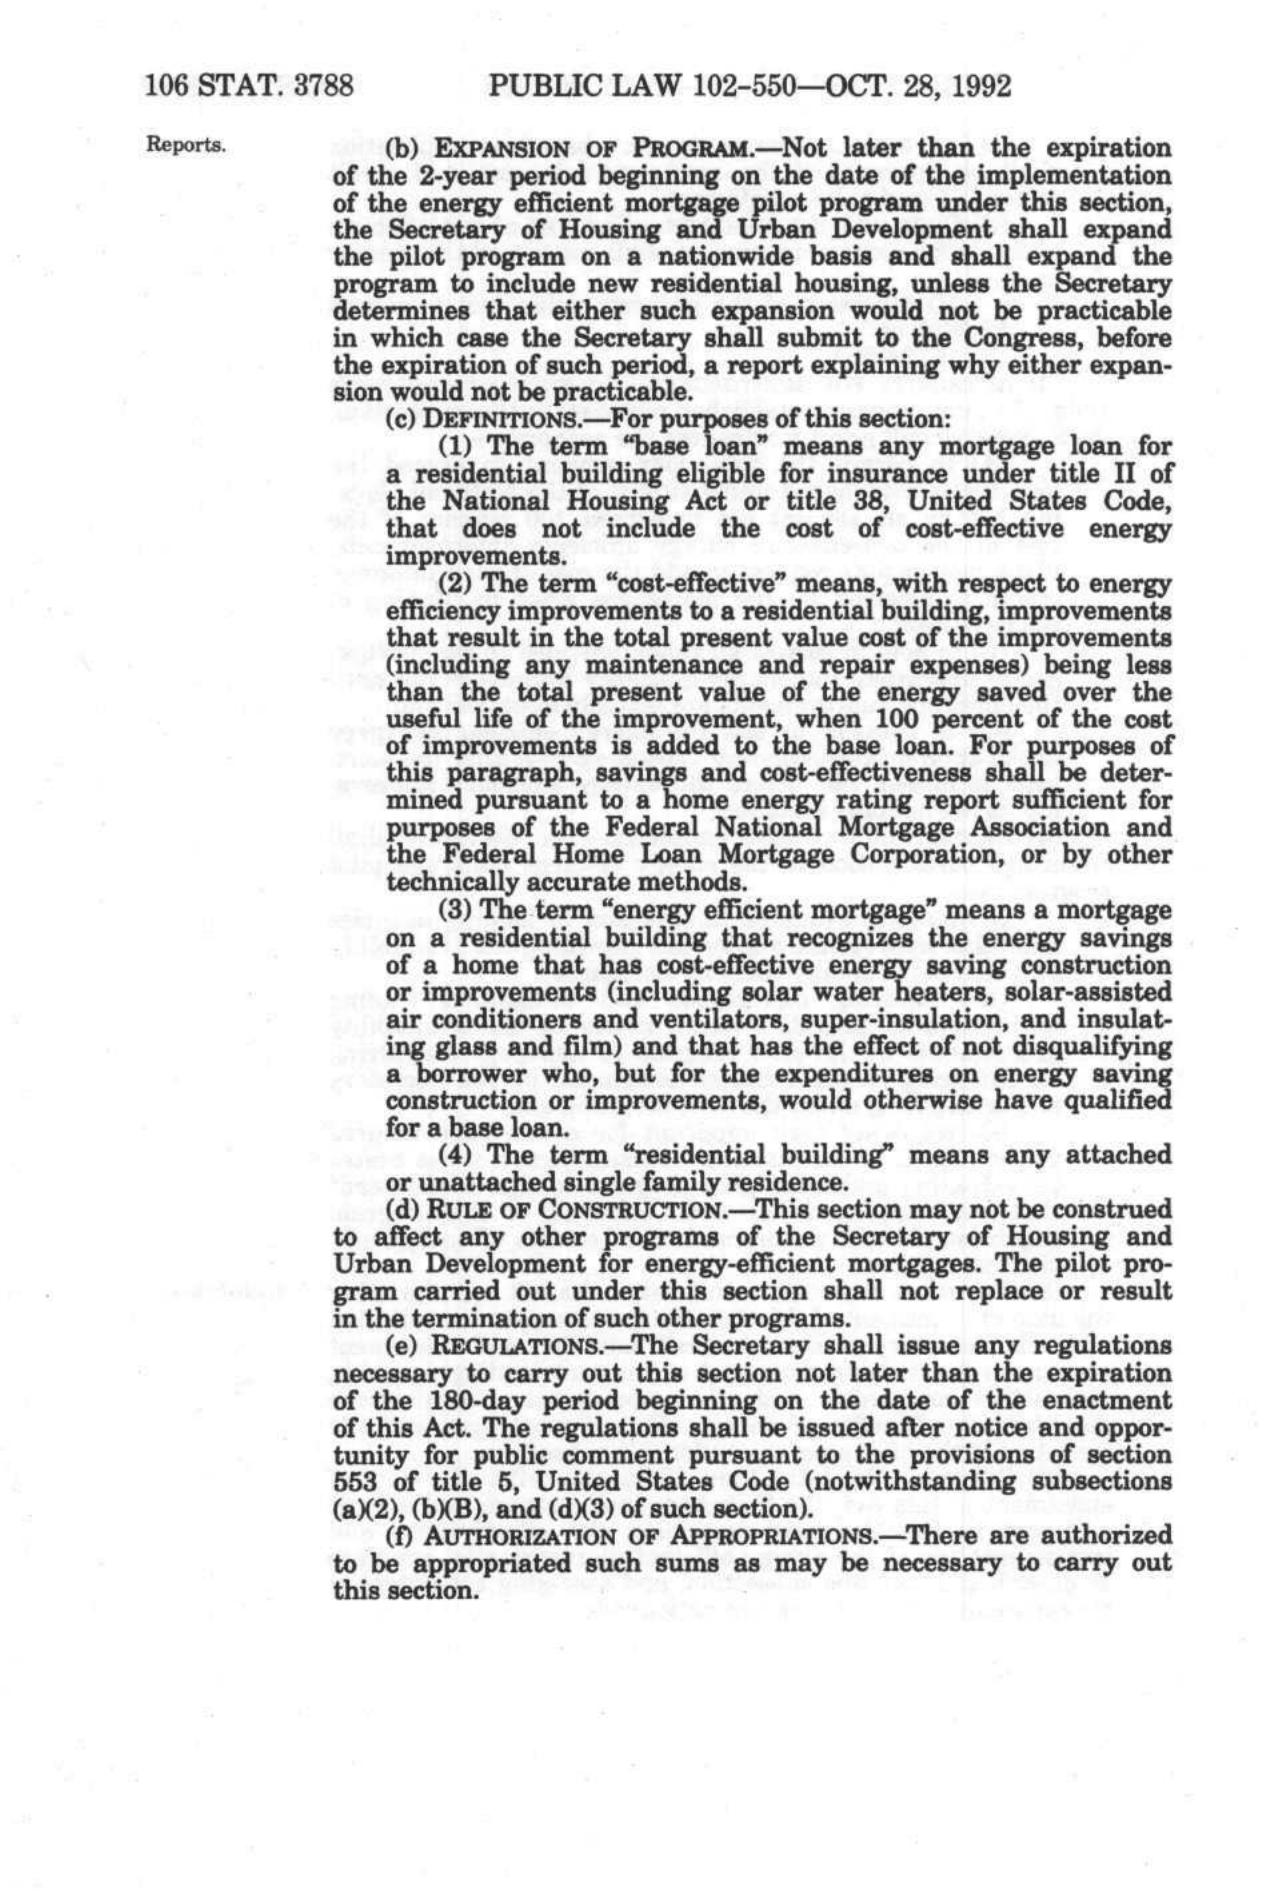 106 STAT. 3788 PUBLIC LAW 102-550—OCT. 28, 1992
Reports.
(b) EXPANSION OF PROGRAM.—Not later than the expiration
of the 2-year period beginning on the date of the implementation
of the energy efficient mortgage pilot program under this section,
the Secretary of Housing and Urban Development shall expand
the pilot program on a nationwide basis and shall expand the
program to include new residential housing, unless the Secretary
determines that either such expansion would not be practicable
in which case the Secretary shall submit to the Congress, before
the expiration of such period, a report explaining why either expan-
sion would not be practicable.
(c) DEFINITIONS.—For purposes of this section:
(1) The term “base loan” means any mortgage loan for
a residential building eligible for insurance under title II of
the National Housing Act or title 38, United States Code,
that does not include the cost of cost-effective energy
improvements.
(2) The term “cost-effective” means, with respect to energy
efficiency improvements to a residential building, improvements
that result in the total present value cost of the improvements
(including any maintenance and repair expenses) being less
than the total present value of the energy saved over the
useful life of the improvement, when 100 percent of the cost
of improvements is added to the base loan. For purposes of
this paragraph, savings and cost-effectiveness shall be deter-
mined pursuant to a home energy rating report sufficient for
purposes of the Federal National Mortgage Association and
the Federal Home Loan Mortgage Corporation, or by other
technically accurate methods.
(3) The term “energy efficient mortgage” means a mortgage
on a residential building that recognizes the energy savings
of a home that has cost-effective energy saving construction
or improvements (including solar water heaters, solar-assisted
air conditioners and ventilators, super-insulation, and insulat-
ing glass and film) and that has the effect of not disqualifying
a borrower who, but for the expenditures on energy saving
construction or improvements, would otherwise have qualified
for a base loan.
(4) The term “residential building” means any attached
or unattached single family residence.
(d) RULE OF CONSTRUCTION.—This section may not be construed
to affect any other programs of the Secretary of Housing and
Urban Development for energy-efficient mortgages. The pilot pro-
gram carried out under this section shall not replace or result
in the termination of such other programs.
(e) REGULATIONS.—The Secretary shall issue any regulations
necessary to carry out this section not later than the expiration
of the 180-day period beginning on the date of the enactment
of this Act. The regulations shall be issued after notice and oppor-
tunity for public comment pursuant to the provisions of section
553 of title 5, United States Code (notwithstanding subsections
(a)(2), (b)(B), and (d)(3) of such section).
(f) AUTHORIZATION OF APPROPRIATIONS.—There are authorized
to be appropriated such sums as may be necessary to carry out
this section.